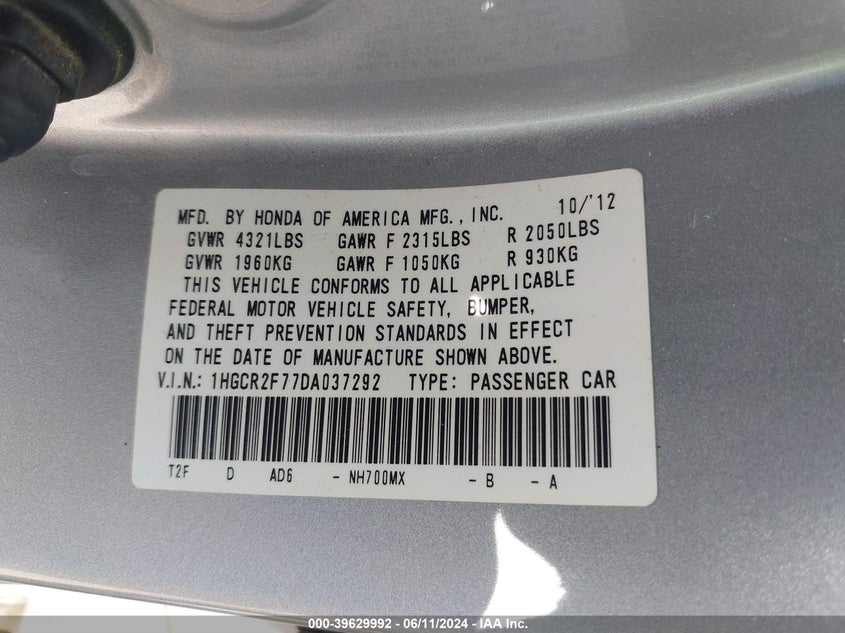 MFD. BY HONDA OF AMERICA MFG., INC. 10/'12
GVWR 4321LBS GAWR F 2315LBS R 2050LBS
GVWR 1960KG GAWR F 1050KG R 930KG
THIS VEHICLE CONFORMS TO ALL APPLICABLE
FEDERAL MOTOR VEHICLE SAFETY, BUMPER,
AND THEFT PREVENTION STANDARDS IN EFFECT
ON THE DATE OF MANUFACTURE SHOWN ABOVE.
V.I.N.: 1HGCR2F77DA037292 TYPE: PASSENGER CAR
T2F D AD6 - NH700MX - B - A
000-39629992 - 06/11/2024 - IAA Inc.